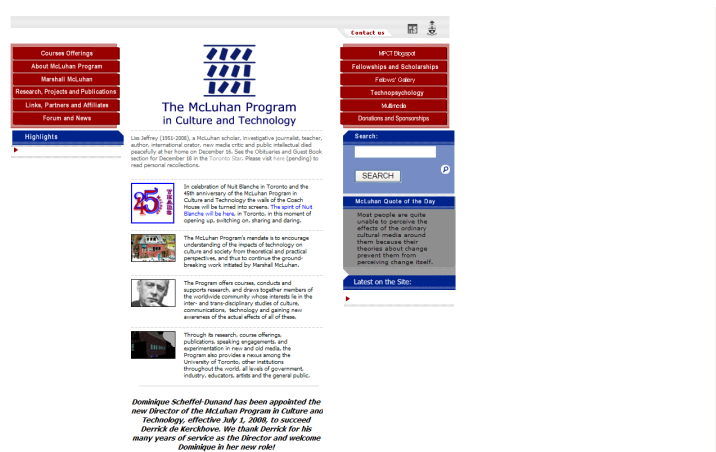 Contact us
Courses Offerings
About McLuhan Program
Marshall McLuhan
Research, Projects and Publications
Links, Partners and Affiliates
Forum and News
Highlights
The McLuhan Program
in Culture and Technology
Liss Jeffrey (1951-2008), a McLuhan scholar, investigative journalist, teacher,
author, international orator, new media critic and public intellectual died
peacefully at her home on December 16. See the Obituaries and Guest Book
section for December 18 in the Toronto Star. Please visit here (pending) to
read personal recollections.
45
YEARS
In celebration of Nuit Blanche in Toronto and the
45th anniversary of the McLuhan Program in
Culture and Technology the walls of the Coach
House will be turned into screens. The spirit of Nuit
Blanche will be here, in Toronto, in this moment of
opening up, switching on, sharing and daring.
The McLuhan Program's mandate is to encourage
understanding of the impacts of technology on
culture and society from theoretical and practical
perspectives, and thus to continue the ground-
breaking work initiated by Marshall McLuhan.
The Program offers courses, conducts and
supports research, and draws together members of
the worldwide community whose interests lie in the
inter- and trans-disciplinary studies of culture,
communications, technology and gaining new
awareness of the actual effects of all of these.
Through its research, course offerings,
publications, speaking engagements, and
experimentation in new and old media, the
Program also provides a nexus among the
University of Toronto, other institutions
throughout the world, all levels of government,
industry, educators, artists and the general public.
Dominique Scheffel-Dunand has been appointed the
new Director of the McLuhan Program in Culture and
Technology, effective July 1, 2008, to succeed
Derrick de Kerckhove. We thank Derrick for his
many years of service as the Director and welcome
Dominique in her new role!
MPCT Blogspot
Fellowships and Scholarships
Fellows' Gallery
Technopsychology
Multimedia
Donations and Sponsorships
Search:
SEARCH
McLuhan Quote of the Day
Most people are quite
unable to perceive the
effects of the ordinary
cultural media around
them because their
theories about change
prevent them from
perceiving change itself.
Latest on the Site: